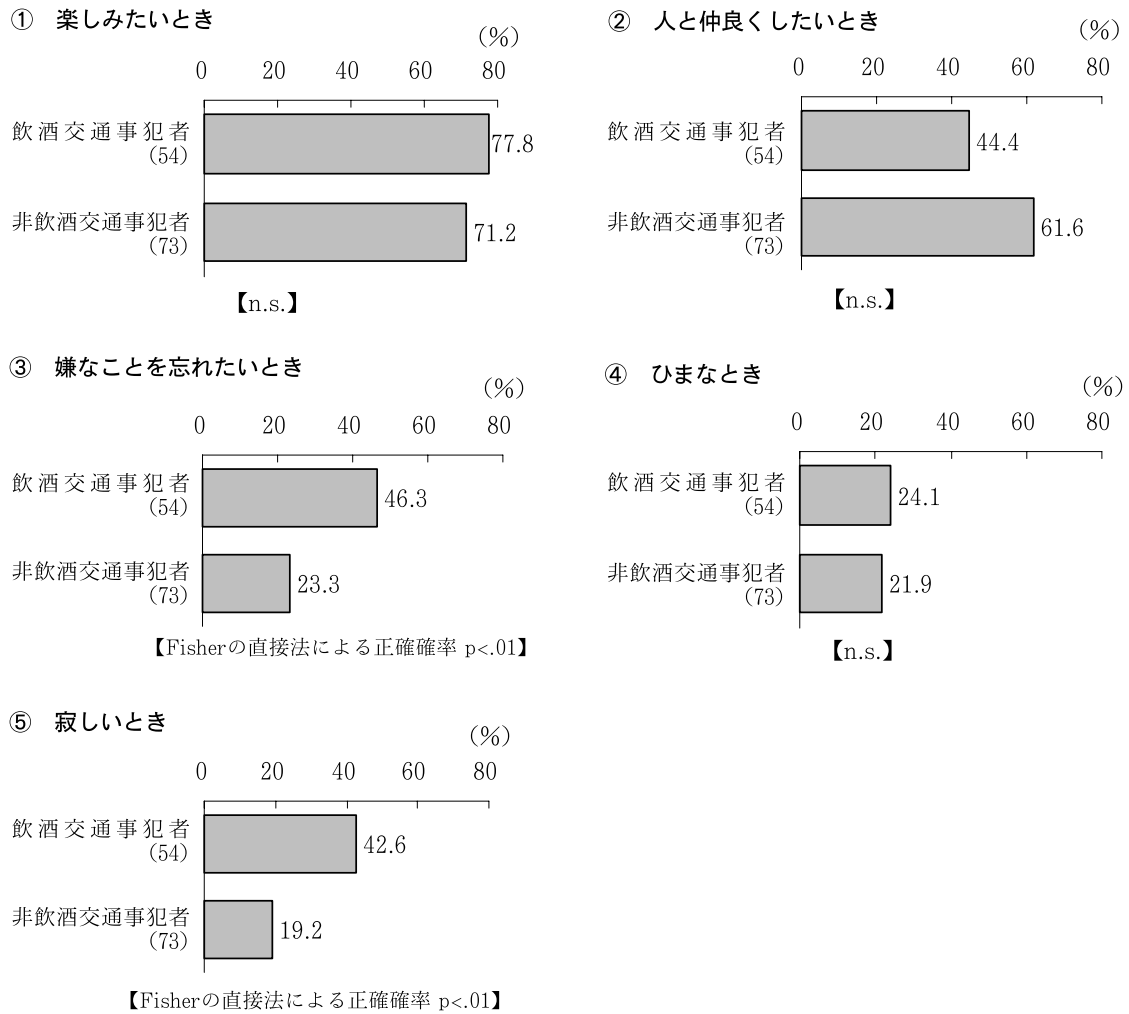 ① 楽しみたいとき
(%)
0 20 40 60 80
飲酒交通事犯者
(54)
77.8
非飲酒交通事犯者
(73)
71.2
【n.s.】
② 人と仲良くしたいとき
(%)
0 20 40 60 80
飲酒交通事犯者
(54)
44.4
非飲酒交通事犯者
(73)
61.6
【n.s.】
③ 嫌なことを忘れたいとき
(%)
0 20 40 60 80
飲酒交通事犯者
(54)
46.3
非飲酒交通事犯者
(73)
23.3
【Fisherの直接法による正確確率 p<.01】
④ ひまなとき
(%)
0 20 40 60 80
飲酒交通事犯者
(54)
24.1
非飲酒交通事犯者
(73)
21.9
【n.s.】
⑤ 寂しいとき
(%)
0 20 40 60 80
飲酒交通事犯者
(54)
42.6
非飲酒交通事犯者
(73)
19.2
【Fisherの直接法による正確確率 p<.01】